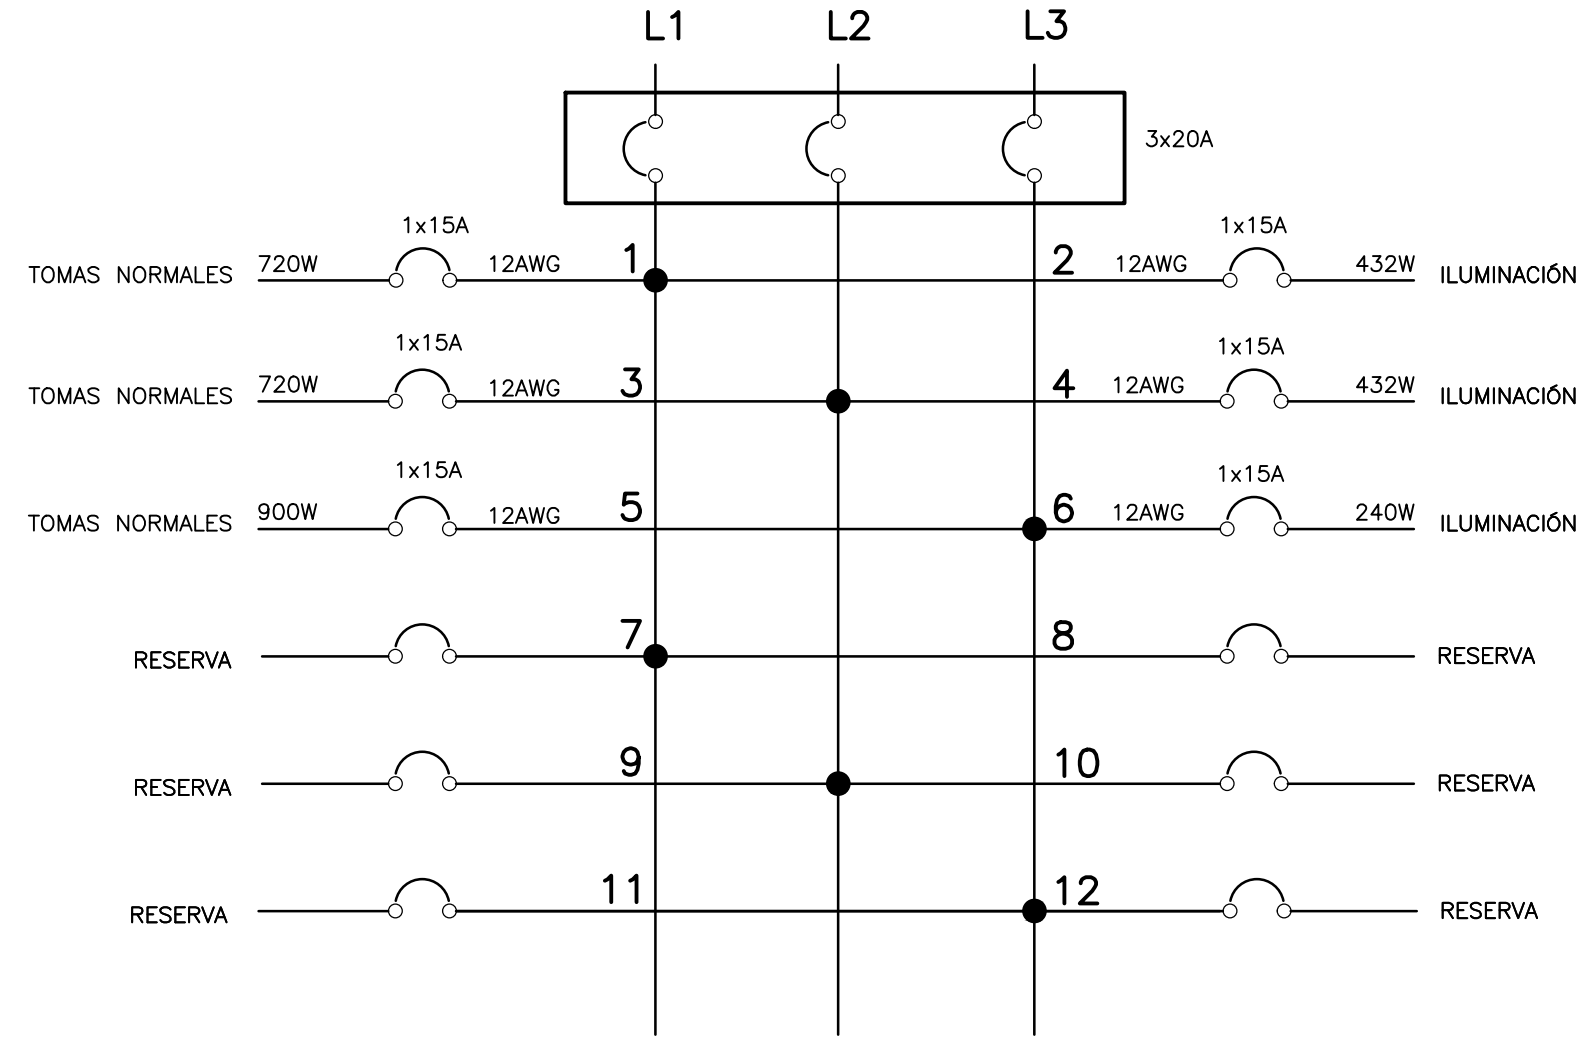 L1 L2 L3
3x20A
1x15A 1x15A
TOMAS NORMALES 720W 12AWG 1 2 12AWG 432W ILUMINACIÓN
1x15A 1x15A
TOMAS NORMALES 720W 12AWG 3 4 12AWG 432W ILUMINACIÓN
1x15A 1x15A
TOMAS NORMALES 900W 12AWG 5 6 12AWG 240W ILUMINACIÓN
RESERVA 7 8 RESERVA
RESERVA 9 10 RESERVA
RESERVA 11 12 RESERVA